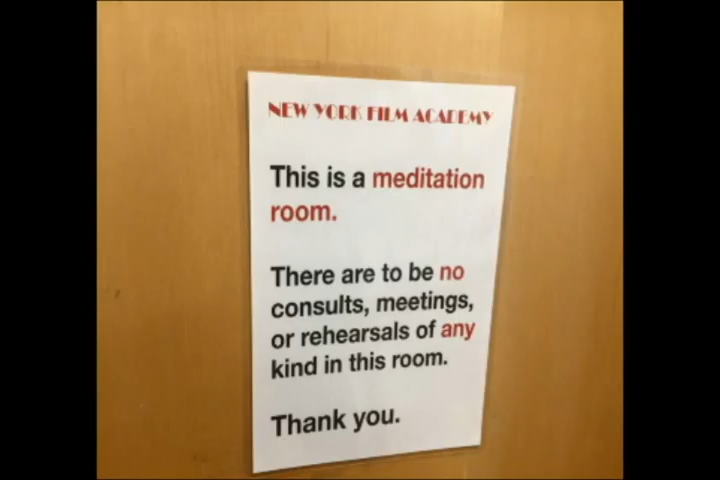 NEW YORK FILM ACADEMY
This is a meditation
room.
There are to be no
consults, meetings,
or rehearsals of any
kind in this room.
Thank you.